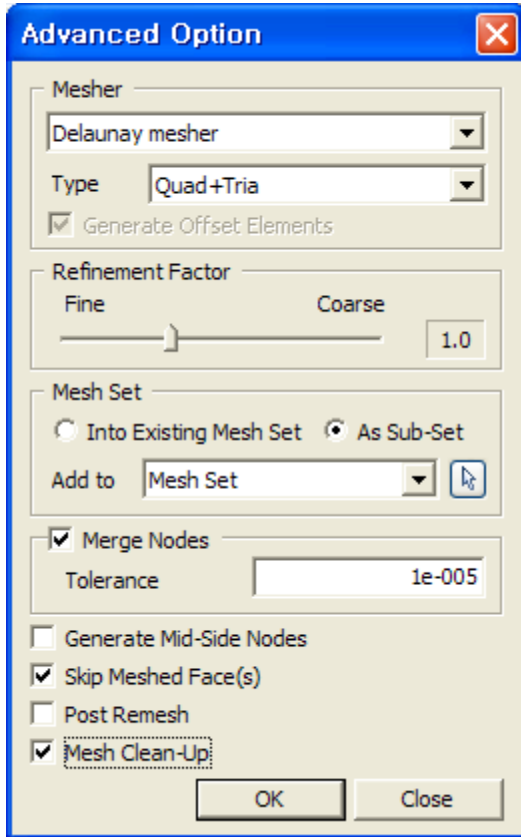 Advanced Option
Mesher
Delaunay mesher
Type Quad+Tria
Generate Offset Elements
Refinement Factor
Fine Coarse
1.0
Mesh Set
Into Existing Mesh Set As Sub-Set
Add to Mesh Set
Merge Nodes
Tolerance 1e-005
Generate Mid-Side Nodes
Skip Meshed Face(s)
Post Remesh
Mesh Clean-Up
OK Close